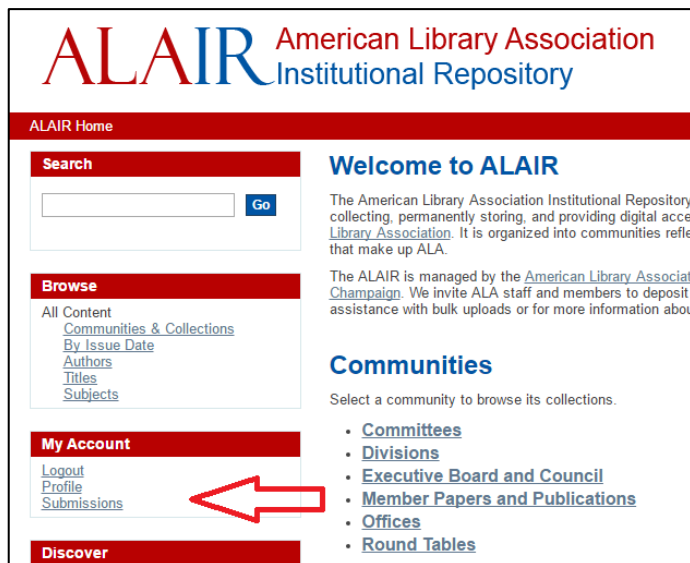 ALAIR American Library Association
Institutional Repository
ALAIR Home
Search
Go
Browse
All Content
Communities & Collections
By Issue Date
Authors
Titles
Subjects
My Account
Logout
Profile
Submissions
Discover
Welcome to ALAIR
The American Library Association Institutional Repository
collecting, permanently storing, and providing digital acce
Library Association. It is organized into communities refle
that make up ALA.
The ALAIR is managed by the American Library Associat
Champaign. We invite ALA staff and members to deposit
assistance with bulk uploads or for more information abou
Communities
Select a community to browse its collections.
Committees
Divisions
Executive Board and Council
Member Papers and Publications
Offices
Round Tables